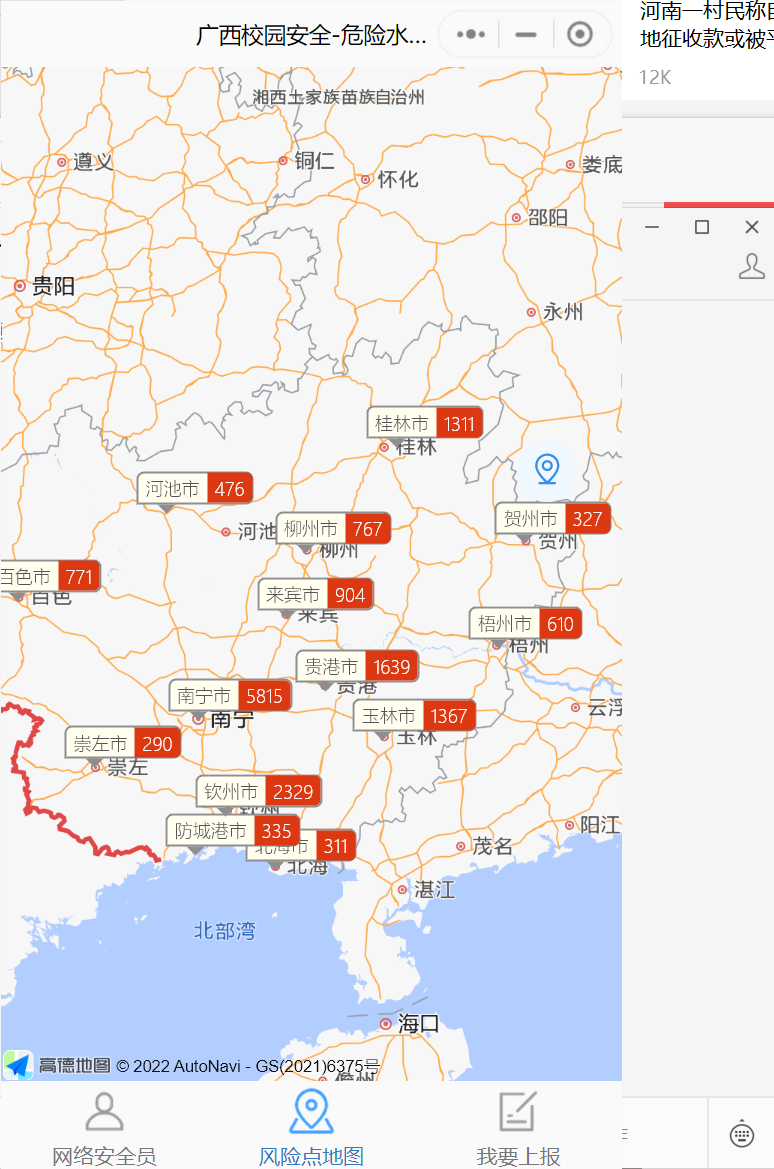 广西校园安全-危险水...
河南一村民称
地征收款或被
12K
湘西土家族苗族自治州
遵义
铜仁
怀化
娄底
邵阳
贵阳
永州
桂林市 1311
桂林
河池市 476
河池
柳州市 767
柳州
贺州市 327
贺州
百色市 771
百色
来宾市 904
来宾
梧州市 610
梧州
贵港市 1639
贵港
南宁市 5815
南宁
玉林市 1367
玉林
云浮
崇左市 290
崇左
钦州市 2329
钦州
防城港市 335
北海市 311
北海
阳江
茂名
湛江
北部湾
海口
儋州
高德地图 © 2022 AutoNavi - GS(2021)6375号
网络安全员
风险点地图
我要上报